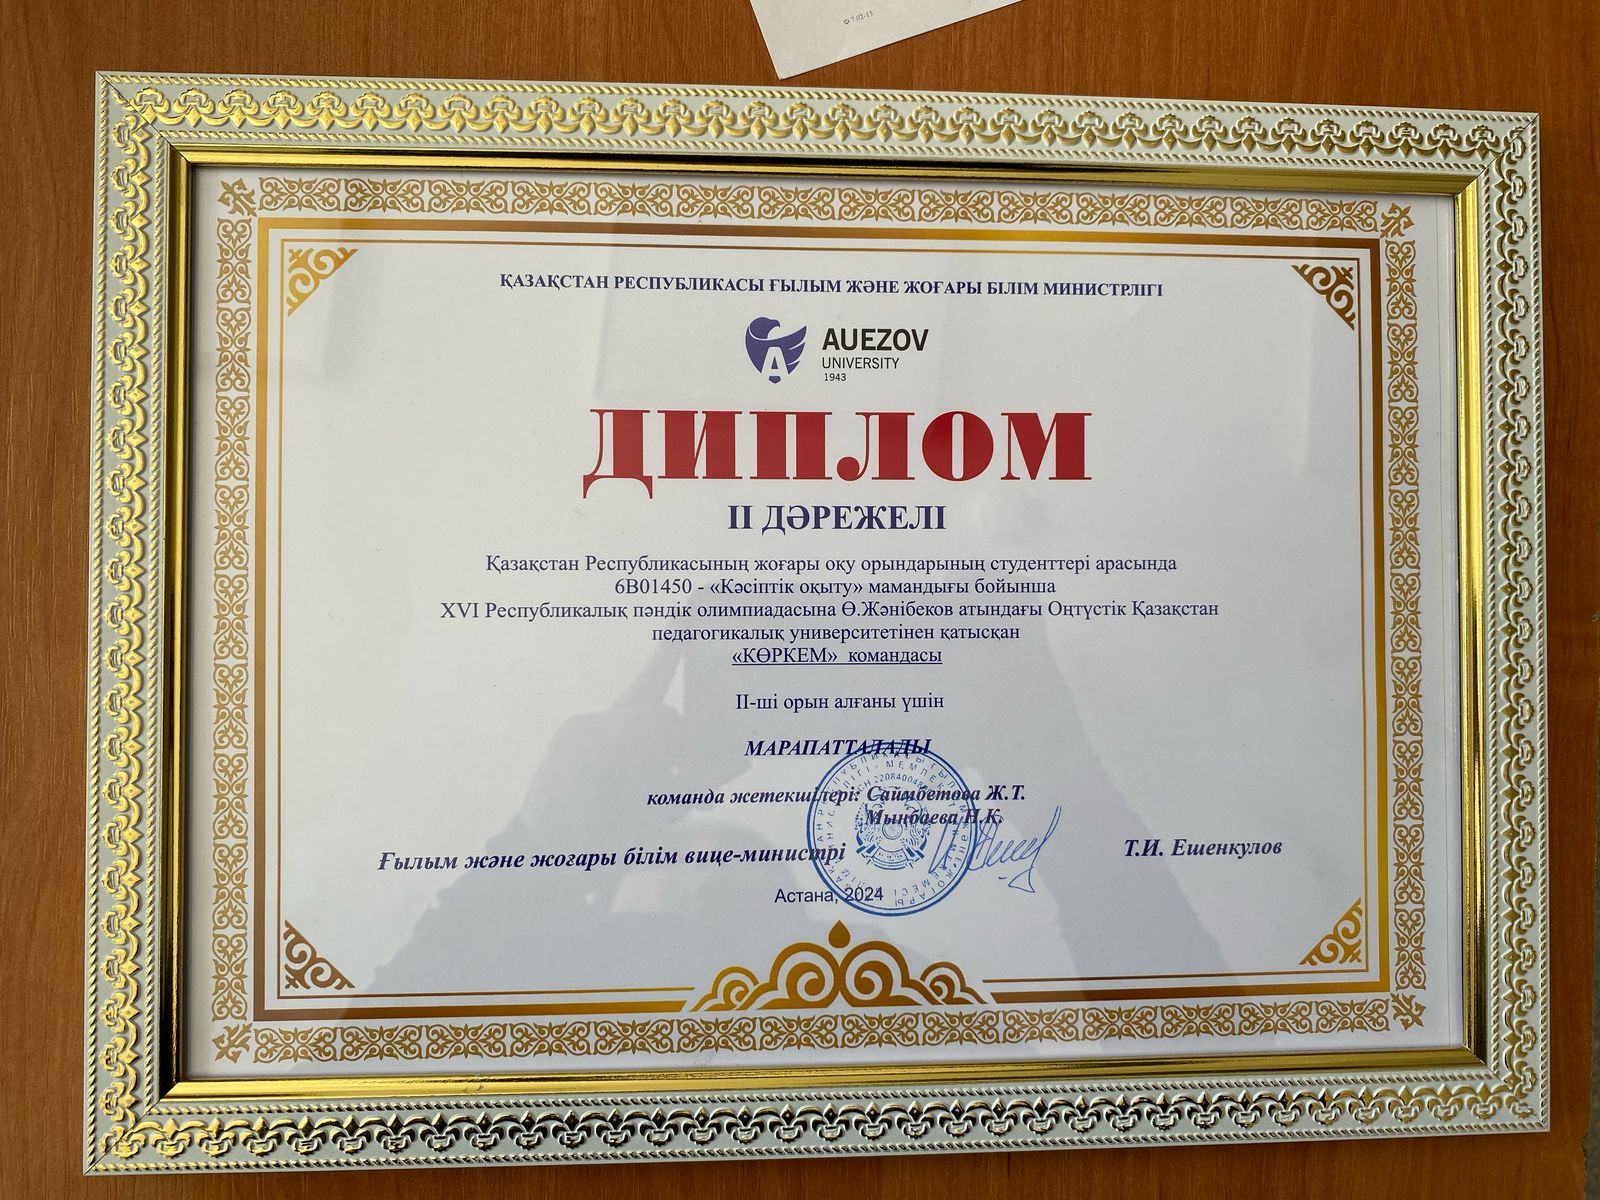 ҚАЗАҚСТАН РЕСПУБЛИКАСЫ ҒЫЛЫМ ЖӘНЕ ЖОҒАРЫ БІЛІМ МИНИСТРЛІГІ
AUEZOV
UNIVERSITY
1943
ДИПЛОМ
II ДӘРЕЖЕЛІ
Қазақстан Республикасының жоғары оқу орындарының студенттері арасында
6В01450 - «Кәсіптік оқыту» мамандығы бойынша
XVI Республикалық пәндік олимпиадасына Ө.Жәнібеков атындағы Оңтүстік Қазақстан
педагогикалық университетінен қатысқан
«КӨРКЕМ» командасы
II-ші орын алғаны үшін
МАРАПАТТАЛАДЫ
команда жетекшілері: Саймбетова Ж.Т.
Мыңбаева Н.Қ.
Ғылым және жоғары білім вице-министрі
Т.И. Ешенкулов
Астана, 2024